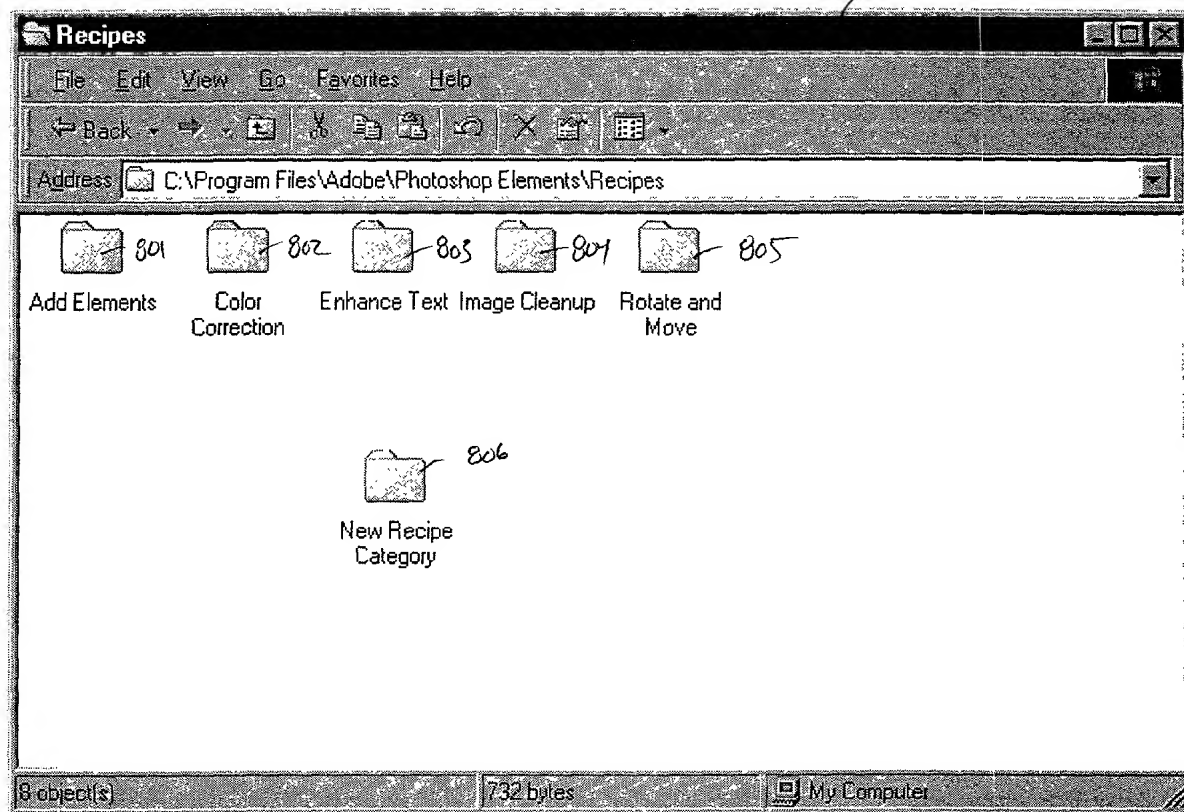 Recipes
File Edit View Go Favorites Help
Back
Address C:\Program Files\Adobe\Photoshop Elements\Recipes
801 802 803 804 805
Add Elements Color Correction Enhance Text Image Cleanup Rotate and Move
806
New Recipe
Category
8 object(s) 732 bytes My Computer